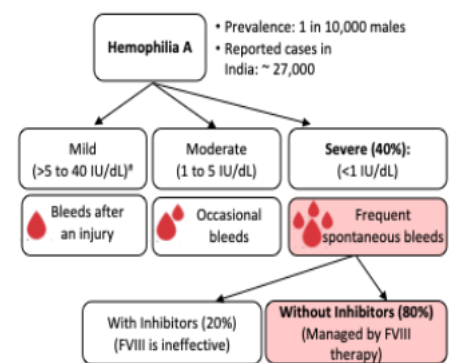 Hemophilia A
• Prevalence: 1 in 10,000 males
• Reported cases in
India: ~ 27,000
Mild
(>5 to 40 IU/dL)#
Moderate
(1 to 5 IU/dL)
Severe (40%):
(<1 IU/dL)
Bleeds after
an injury
Occasional
bleeds
Frequent
spontaneous bleeds
With Inhibitors (20%)
(FVIII is ineffective)
Without Inhibitors (80%)
(Managed by FVIII
therapy)